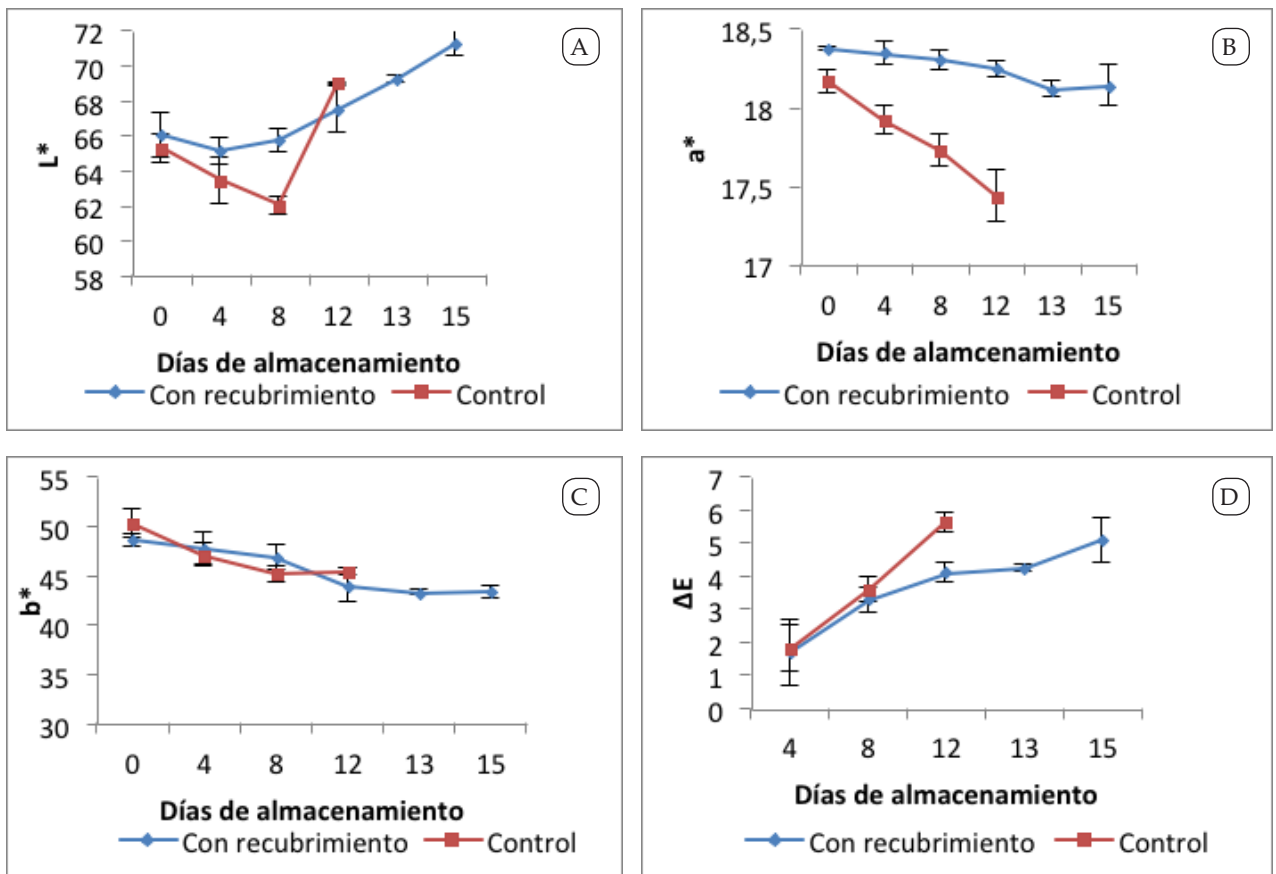 A
72
70
68
66
64
62
60
58
L*
0 4 8 12 13 15
Días de almacenamiento
Con recubrimiento Control
B
18,5
18
17,5
17
a*
0 4 8 12 13 15
Días de alamcenamiento
Con recubrimiento Control
C
55
50
45
40
35
30
b*
0 4 8 12 13 15
Días de almacenamiento
Con recubrimiento Control
D
7
6
5
4
3
2
1
0
ΔE
4 8 12 13 15
Días de almacenamiento
Con recubrimiento Control